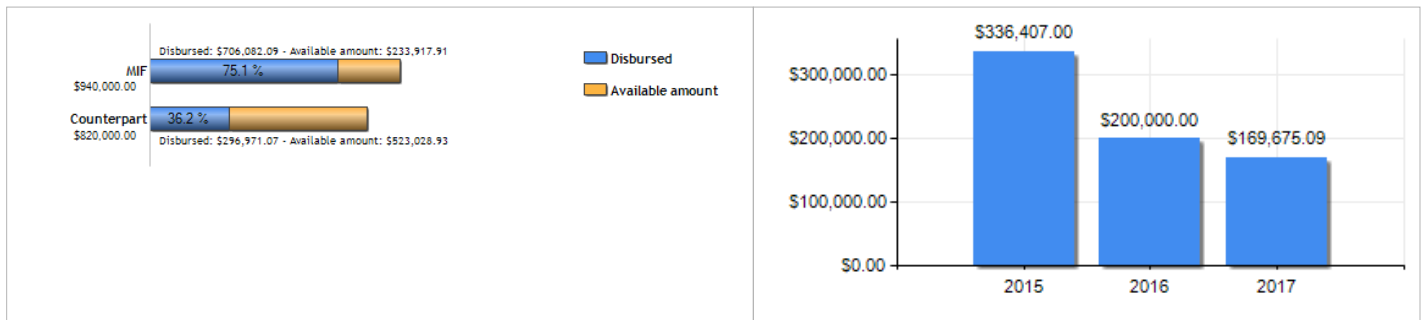 Disbursed: $706,082.09 - Available amount: $233,917.91
MIF
75.1 %
$940,000.00
Counterpart
36.2 %
$820,000.00
Disbursed: $296,971.07 - Available amount: $523,028.93
Disbursed
Available amount
$336,407.00
$300,000.00
$200,000.00
$200,000.00
$169,675.09
$100,000.00
$0.00
2015
2016
2017